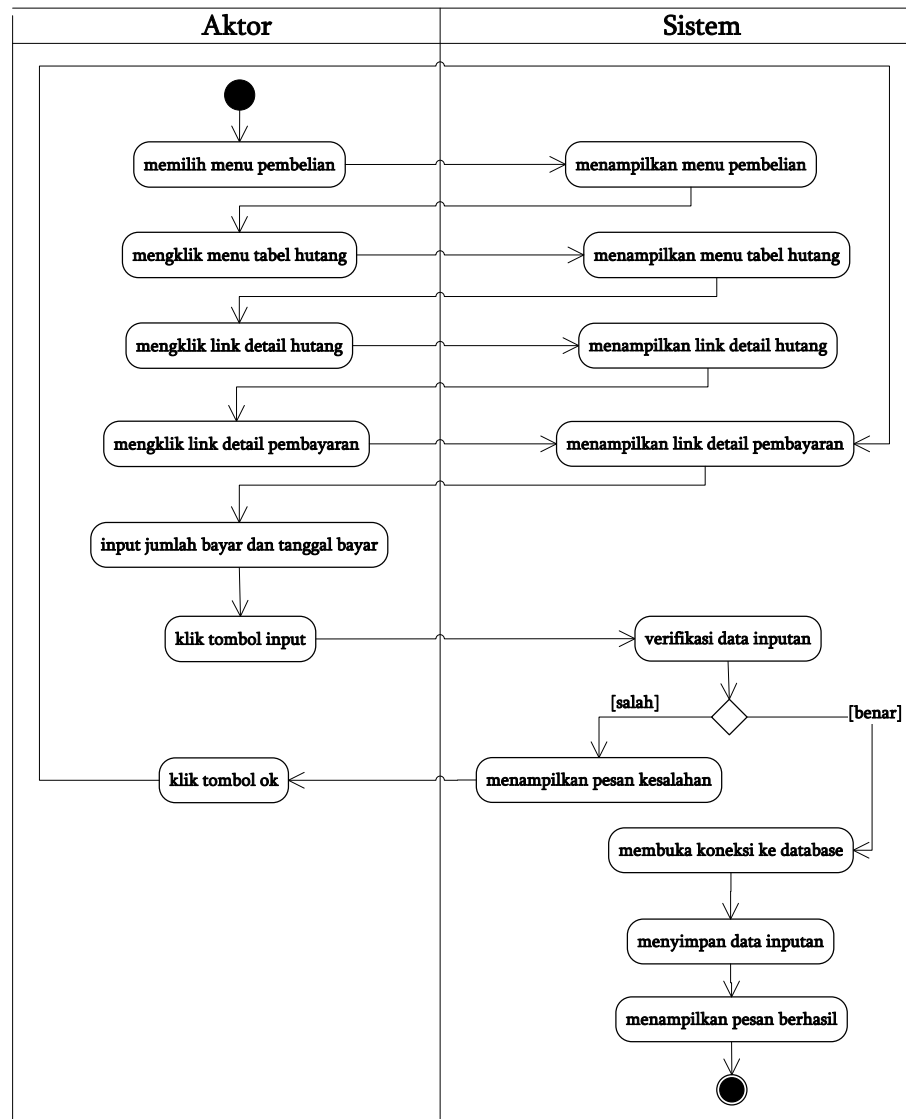 Aktor
Sistem
memilih menu pembelian
menampilkan menu pembelian
mengklik menu tabel hutang
menampilkan menu tabel hutang
mengklik link detail hutang
menampilkan link detail hutang
mengklik link detail pembayaran
menampilkan link detail pembayaran
input jumlah bayar dan tanggal bayar
klik tombol input
verifikasi data inputan
[salah]
[benar]
klik tombol ok
menampilkan pesan kesalahan
membuka koneksi ke database
menyimpan data inputan
menampilkan pesan berhasil